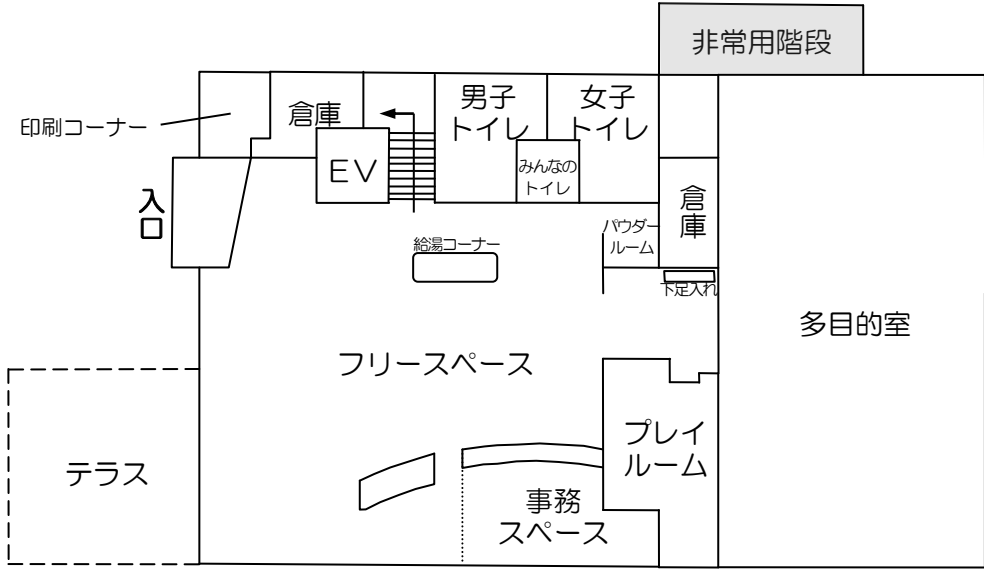 非常用階段
男子
トイレ
女子
トイレ
倉庫
印刷コーナー
EV
みんなの
トイレ
入
口
倉
庫
パウダー
ルーム
給湯コーナー
下足入れ
多目的室
フリースペース
プレイ
ルーム
テラス
事務
スペース